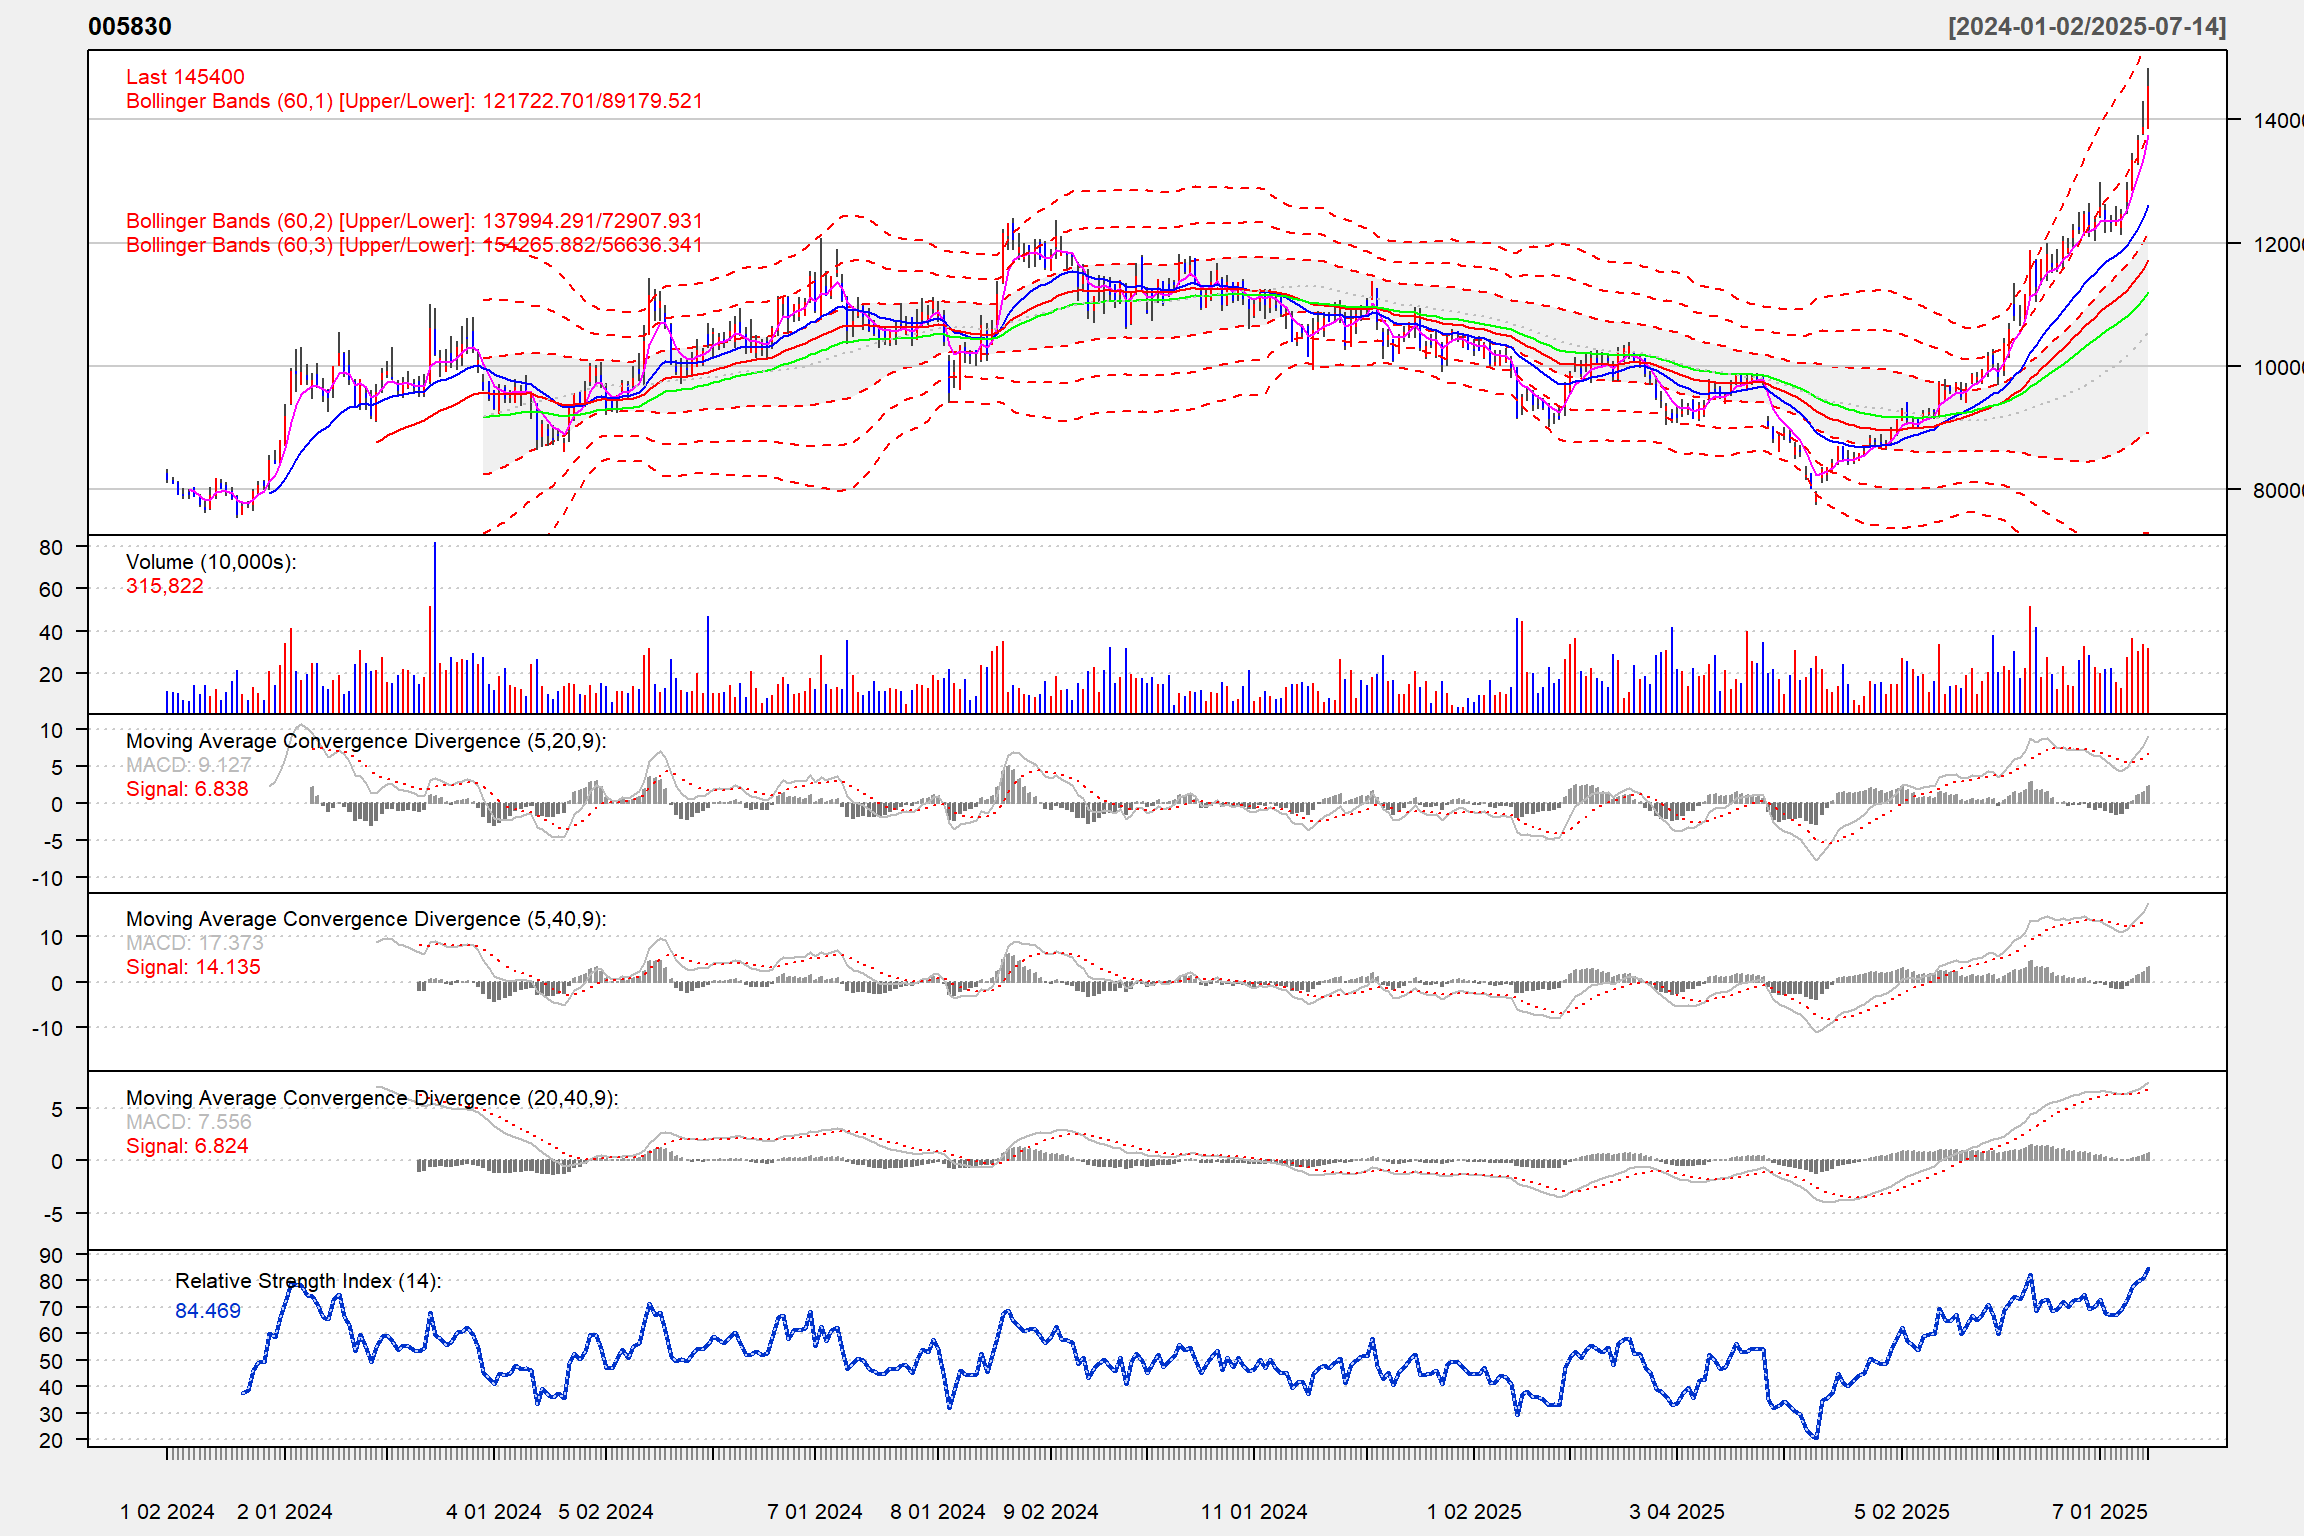 005830 [2024-01-02/2025-07-14]
Last 145400
Bollinger Bands (60,1) [Upper/Lower]: 121722.701/89179.521
14000
Bollinger Bands (60,2) [Upper/Lower]: 137994.291/72907.931
Bollinger Bands (60,3) [Upper/Lower]: 154265.882/56636.341
12000
10000
80000
80
Volume (10,000s):
315,822
60
40
20
10
Moving Average Convergence Divergence (5,20,9):
MACD: 9.127
5
Signal: 6.838
0
-5
-10
Moving Average Convergence Divergence (5,40,9):
10
MACD: 17.373
Signal: 14.135
0
-10
Moving Average Convergence Divergence (20,40,9):
5
MACD: 7.556
Signal: 6.824
0
-5
90
80
Relative Strength Index (14):
70
84.469
60
50
40
30
20
1 02 2024 2 01 2024 4 01 2024 5 02 2024 7 01 2024 8 01 2024 9 02 2024 11 01 2024 1 02 2025 3 04 2025 5 02 2025 7 01 2025